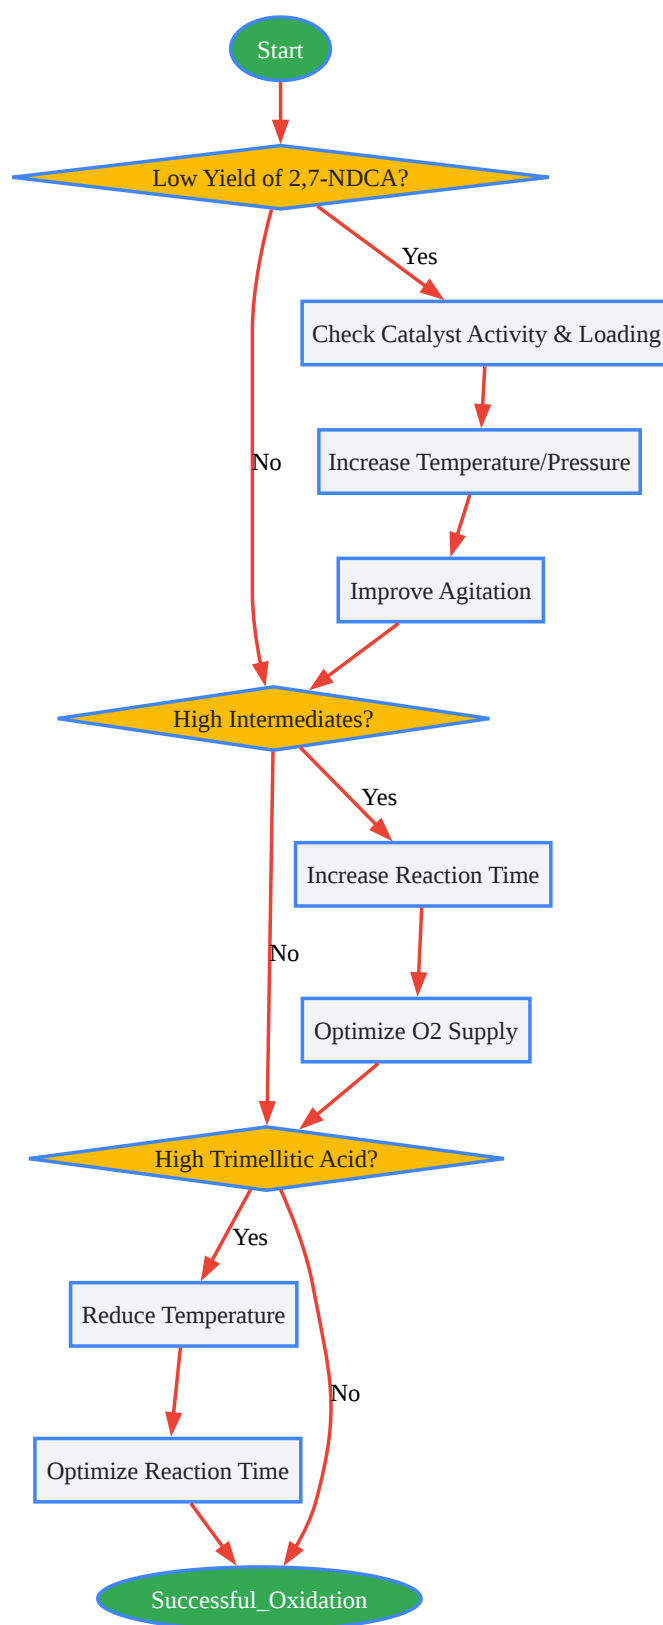 Start
Low Yield of 2,7-NDCA?
Yes
Check Catalyst Activity & Loading
No
Increase Temperature/Pressure
Improve Agitation
High Intermediates?
Yes
Increase Reaction Time
No
Optimize O2 Supply
High Trimellitic Acid?
Yes
Reduce Temperature
No
Optimize Reaction Time
Successful_Oxidation